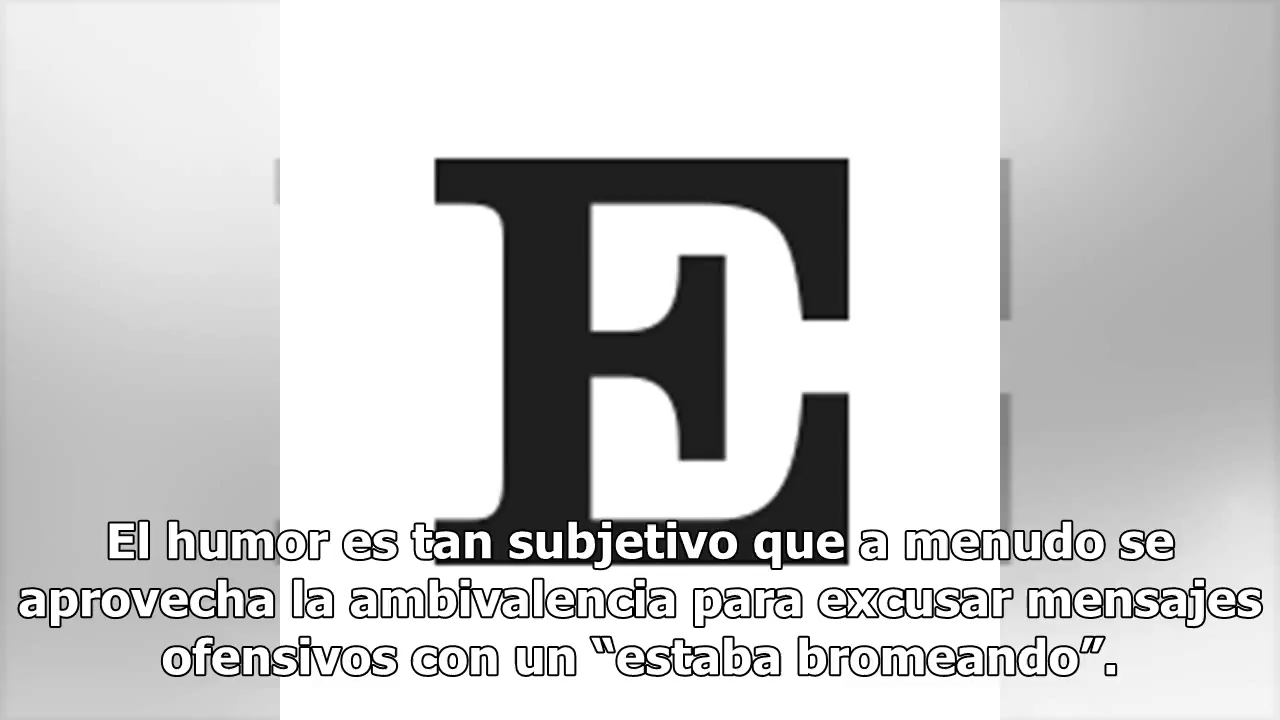 E
El humor es tan subjetivo que a menudo se
aprovecha la ambivalencia para excusar mensajes
ofensivos con un “estaba bromeando”.